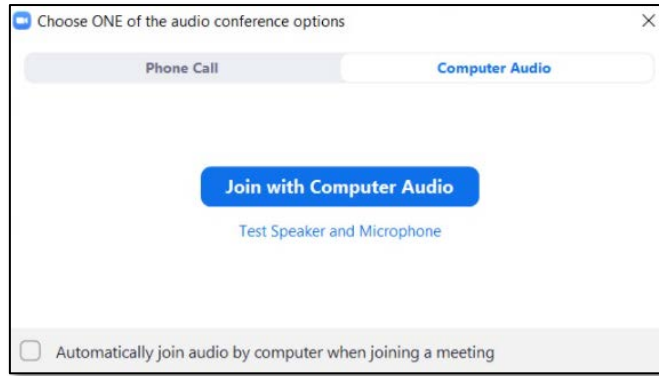 Choose ONE of the audio conference options
Phone Call
Computer Audio
Join with Computer Audio
Test Speaker and Microphone
Automatically join audio by computer when joining a meeting